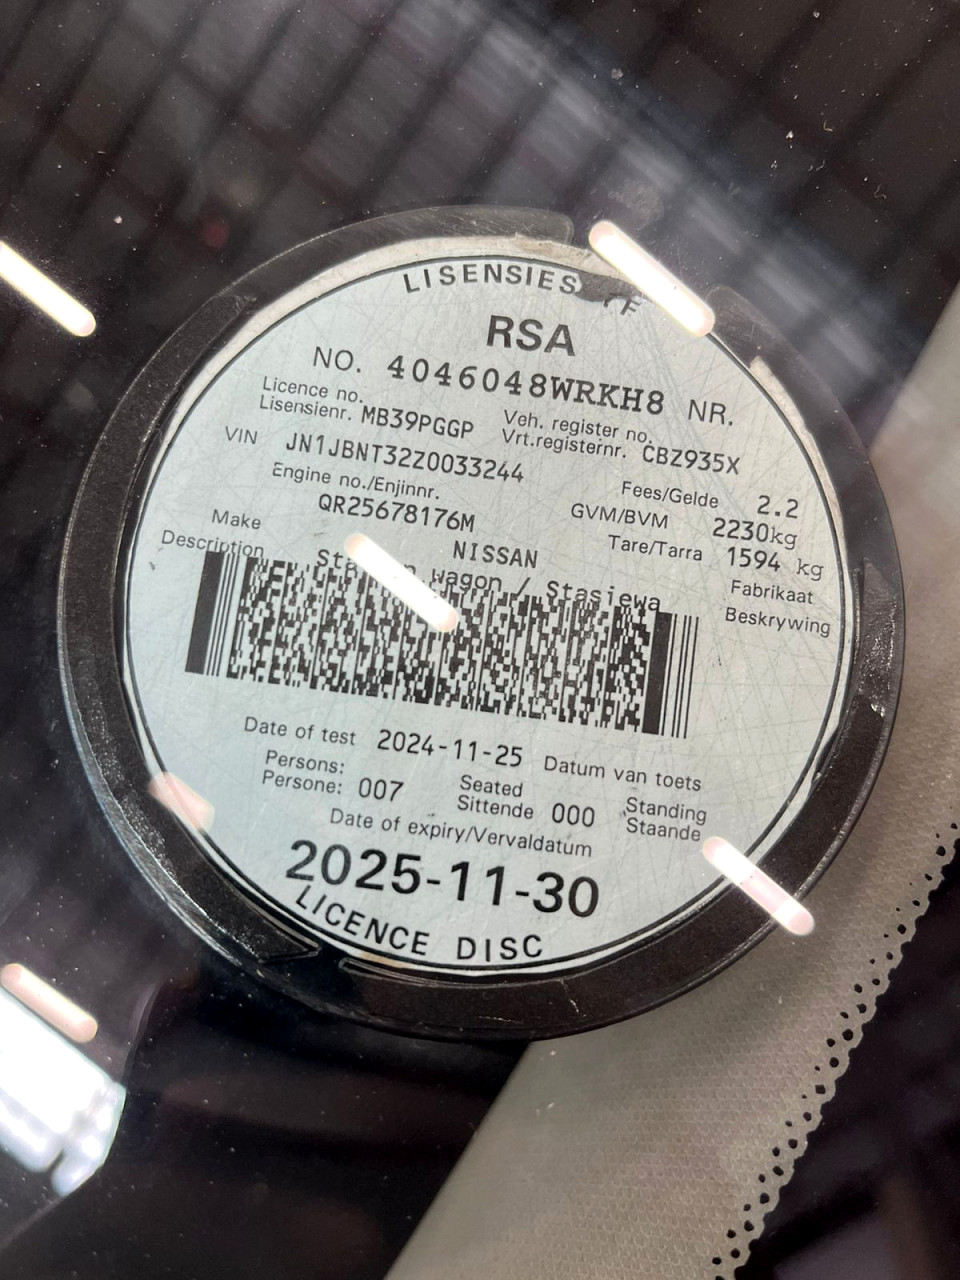 LISENSIES
RSA
NO. 4046048WRKH8 NR.
Licence no. Veh. register no.
Lisensienr. MB39PGGP Vrt.registernr. CBZ935X
VIN JN1JBNT32Z0033244 Fees/Gelde 2.2
Engine no./Enjinnr. GVM/BVM 2230kg
QR25678176M Tare/Tarra 1594 kg
Make NISSAN Fabrikaat
Description wagon / Stasiewa Beskrywing
Date of test 2024-11-25 Datum van toets
Persons: Seated Standing
Persone: 007 Sittende 000 Staande
Date of expiry/Vervaldatum
2025-11-30
LICENCE DISC